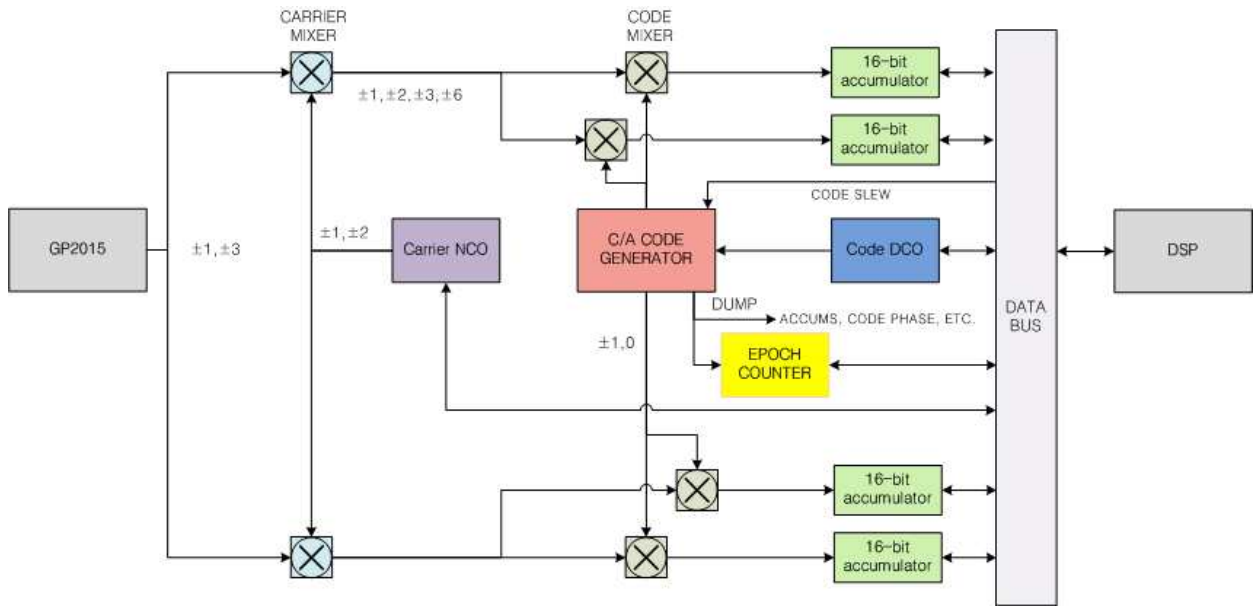 CARRIER
MIXER
CODE
MIXER
16-bit
accumulator
±1, ±2, ±3, ±6
16-bit
accumulator
CODE SLEW
GP2015
±1, ±3
±1, ±2
Carrier NCO
C/A CODE
GENERATOR
Code DCO
DSP
DUMP
ACCUMS, CODE PHASE, ETC.
DATA
BUS
±1,0
EPOCH
COUNTER
16-bit
accumulator
16-bit
accumulator